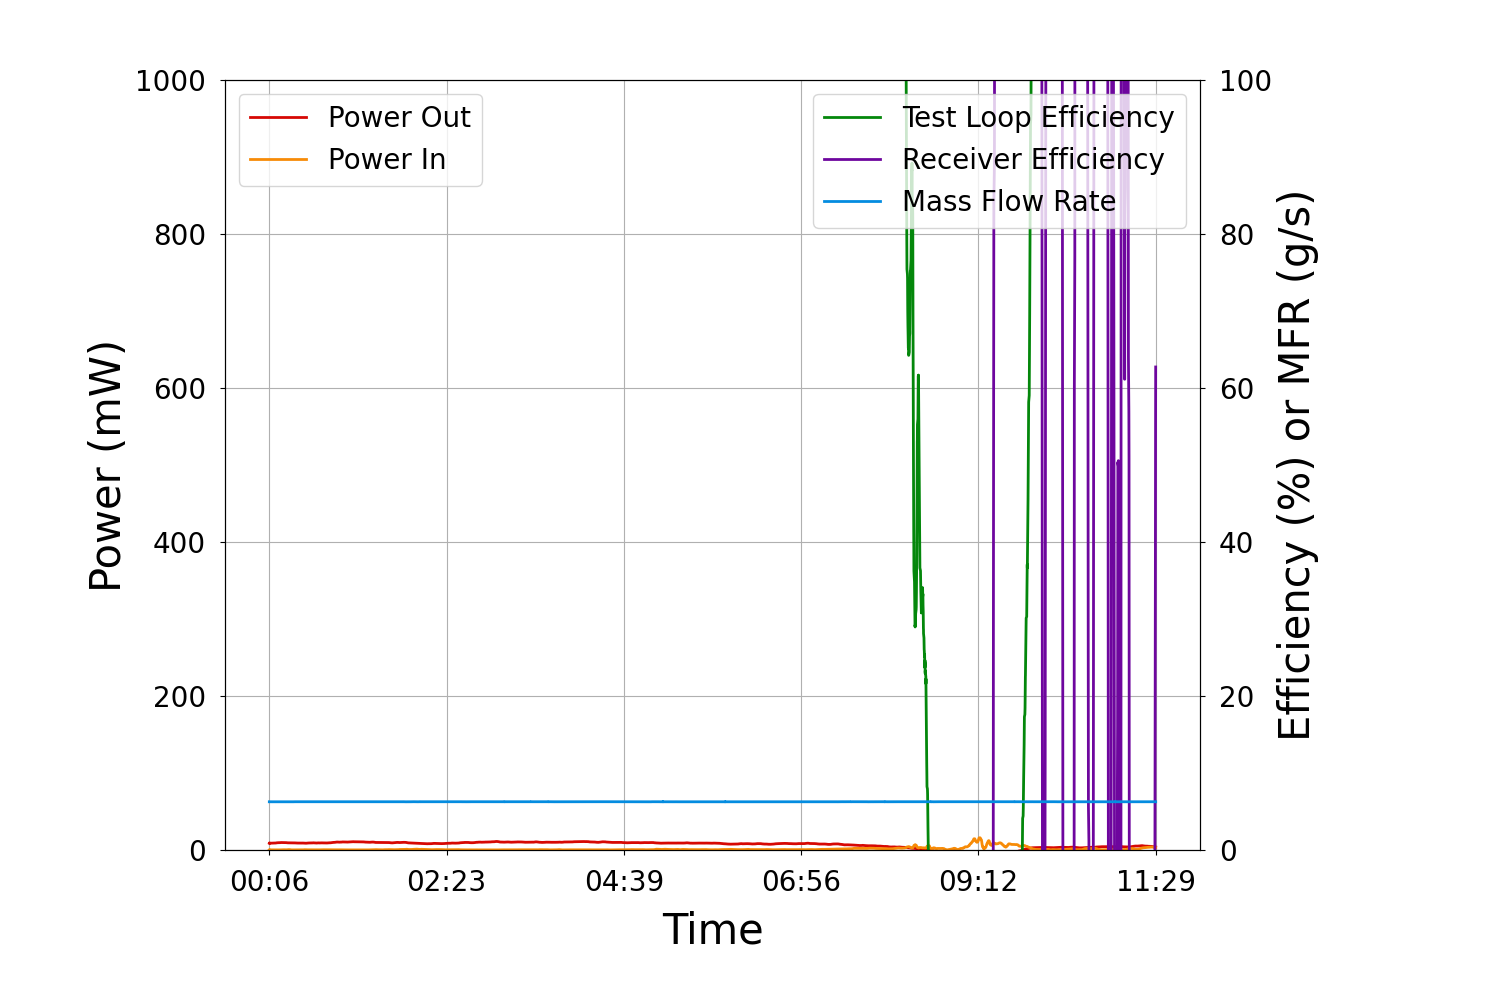 1000
800
600
400
200
0
Power (mW)
Power Out
Power In
Test Loop Efficiency
Receiver Efficiency
Mass Flow Rate
100
80
60
40
20
0
Efficiency (%) or MFR (g/s)
00:06 02:23 04:39 06:56 09:12 11:29
Time